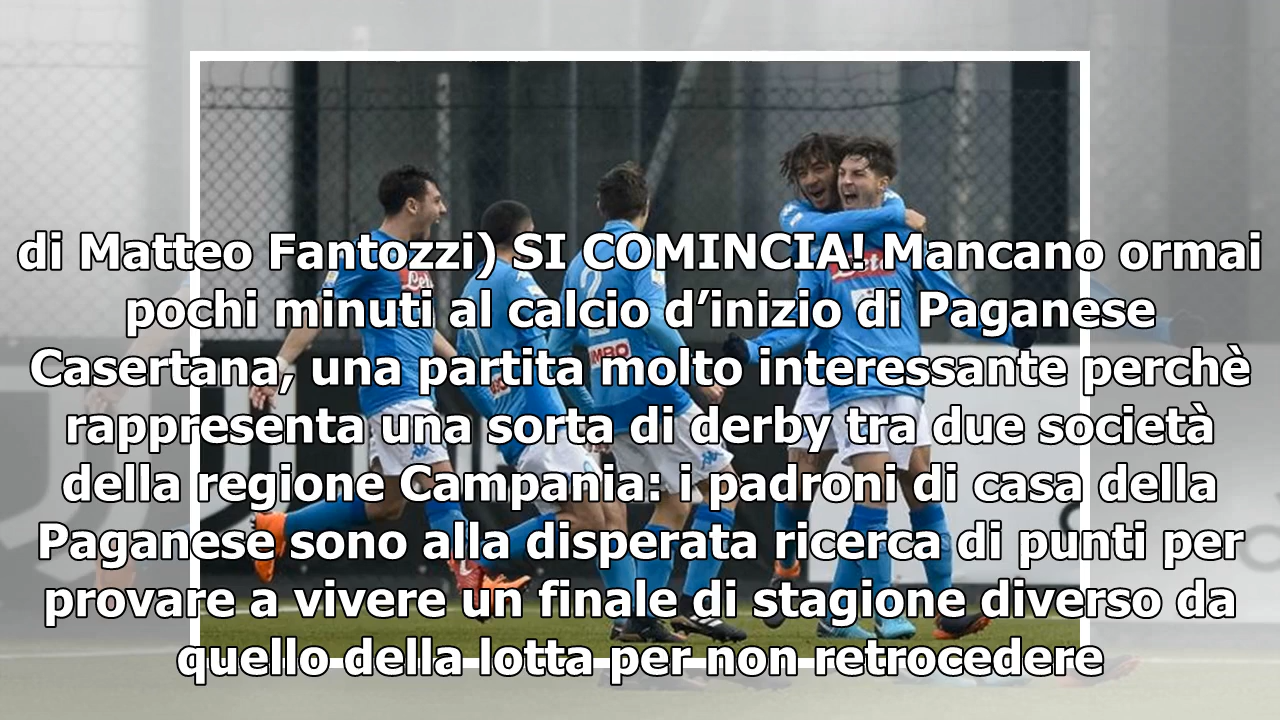 di Matteo Fantozzi) SI COMINCIA! Mancano ormai
pochi minuti al calcio d’inizio di Paganese
Casertana, una partita molto interessante perchè
rappresenta una sorta di derby tra due società
della regione Campania: i padroni di casa della
Paganese sono alla disperata ricerca di punti per
provare a vivere un finale di stagione diverso da
quello della lotta per non retrocedere